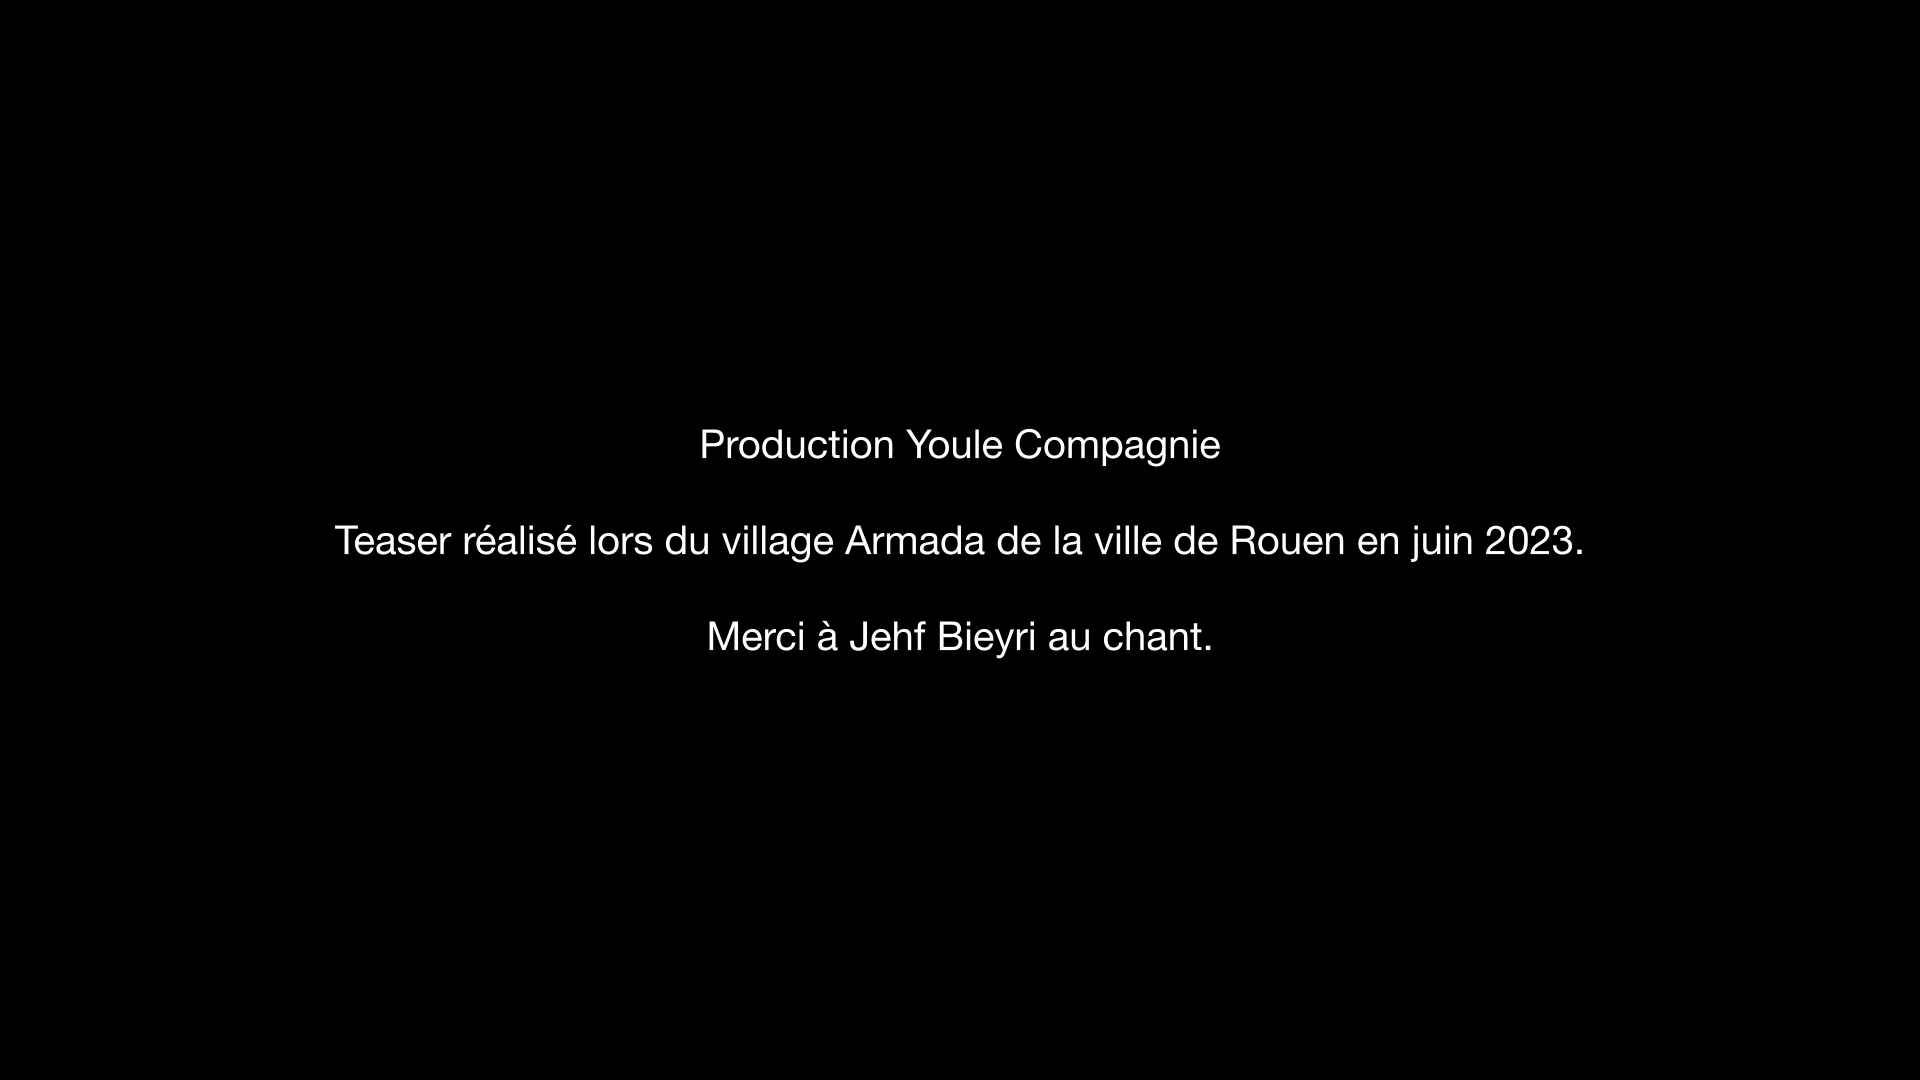 Production Youle Compagnie
Teaser réalisé lors du village Armada de la ville de Rouen en juin 2023.
Merci à Jehf Bieyri au chant.